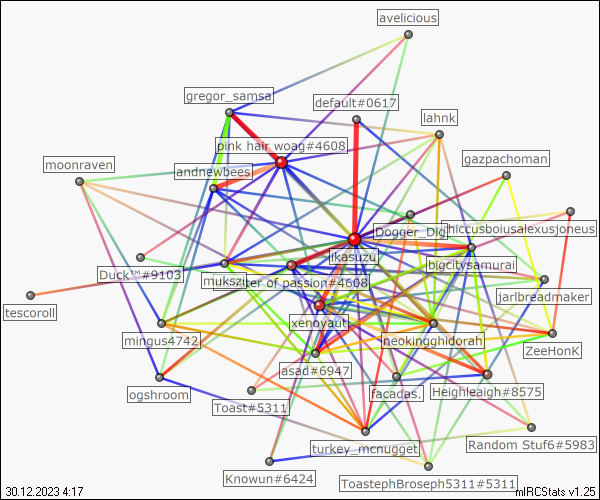 avelicious
gregor_samsa
default#0617
lahnk
pink hair woag#4608
gazpachoman
moonraven
andnewbees
Dogger_Dig
hiccusboiusalexusjoneus
ikasuzu
bigcitysamurai
Duck™#9103
muksz
ter of passion#4608
jarlbreadmaker
tescoroll
xenoyaut
mingus4742
neokingghidorah
ZeeHonK
asad#6947
ogshroom
facadas.
Heighleaigh#8575
Toast#5311
turkey_mcnugget
Random Stuf6#5983
Knowun#6424
ToastephBroseph5311#5311
30.12.2023 4:17
mIRCStats v1.25